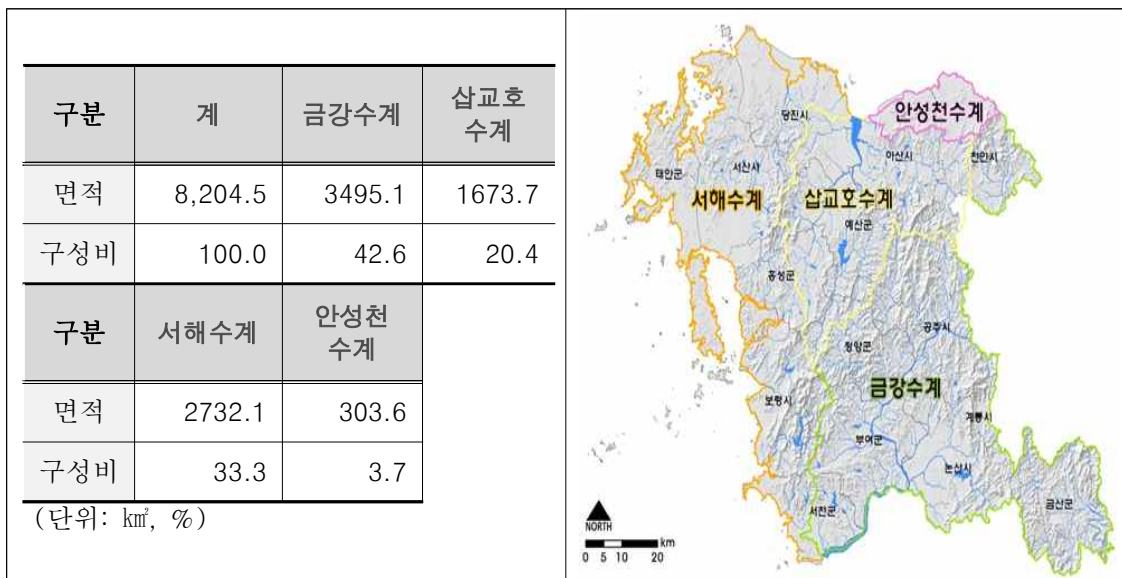 구분 계 금강수계 삽교호
수계
면적 8,204.5 3495.1 1673.7
구성비 100.0 42.6 20.4
구분 서해수계 안성천
수계
면적 2732.1 303.6
구성비 33.3 3.7
(단위: ㎢, %)
안성천수계
당진시
아산시
천안시
서산시
태안군
서해수계
삽교호수계
예산군
홍성군
공주시
청양군
금강수계
보령시
계룡시
부여군
논산시
금산군
서천군
NORTH
km
0 5 10 20